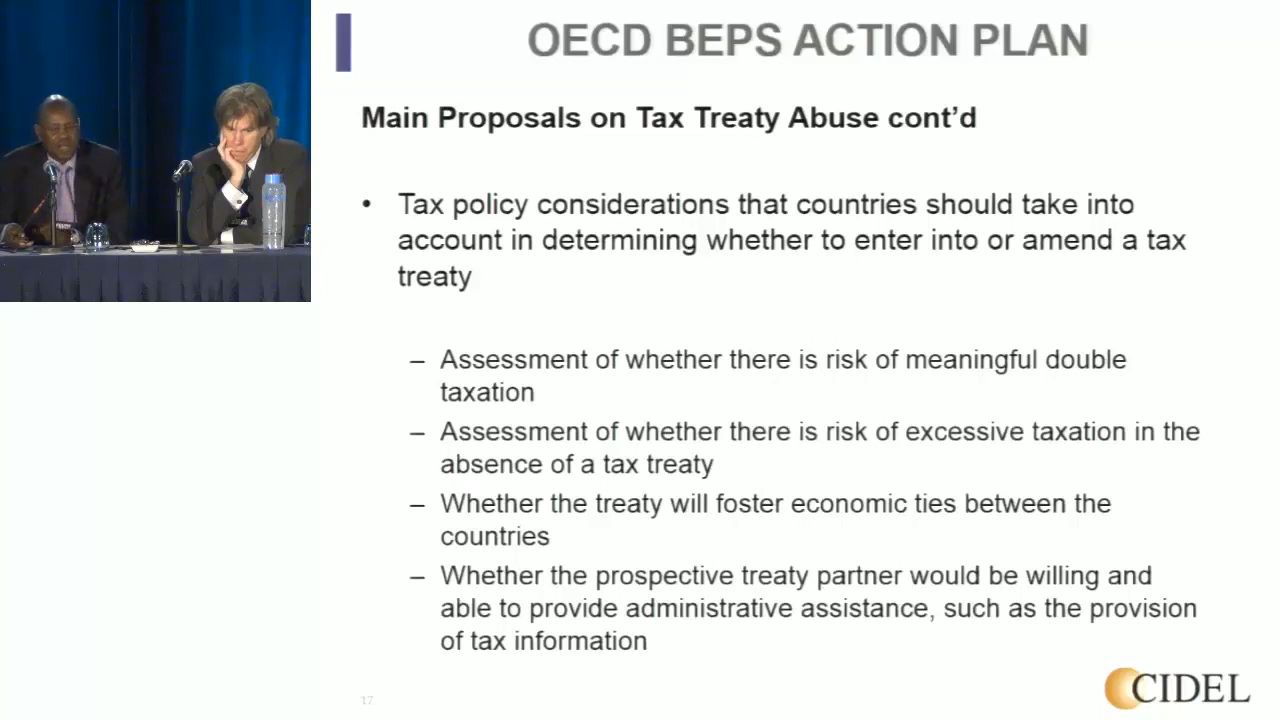 OECD BEPS ACTION PLAN
Main Proposals on Tax Treaty Abuse cont’d
• Tax policy considerations that countries should take into
account in determining whether to enter into or amend a tax
treaty
– Assessment of whether there is risk of meaningful double
taxation
– Assessment of whether there is risk of excessive taxation in the
absence of a tax treaty
– Whether the treaty will foster economic ties between the
countries
– Whether the prospective treaty partner would be willing and
able to provide administrative assistance, such as the provision
of tax information
17
CIDEL